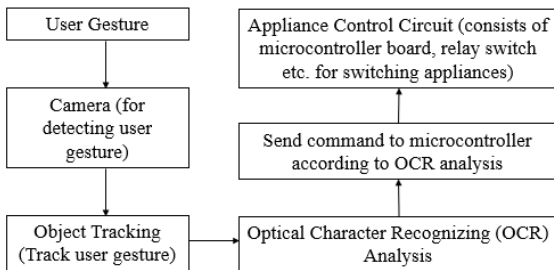 User Gesture
Camera (for
detecting user
gesture)
Object Tracking
(Track user gesture)
Optical Character Recognizing (OCR)
Analysis
Send command to microcontroller
according to OCR analysis
Appliance Control Circuit (consists of
microcontroller board, relay switch
etc. for switching appliances)